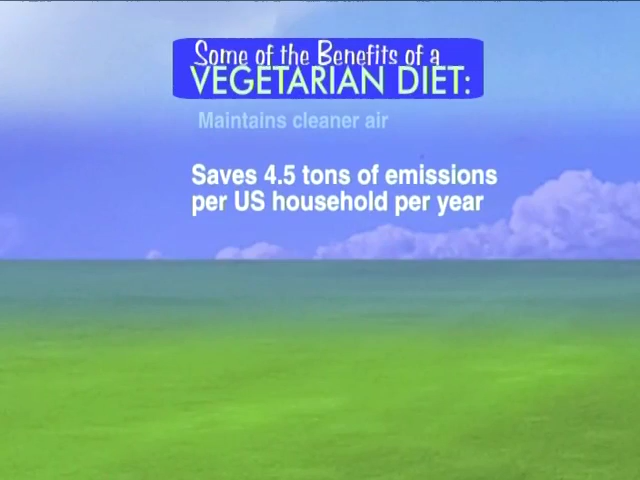 Some of the Benefits of a
VEGETARIAN DIET:
Maintains cleaner air
Saves 4.5 tons of emissions
per US household per year